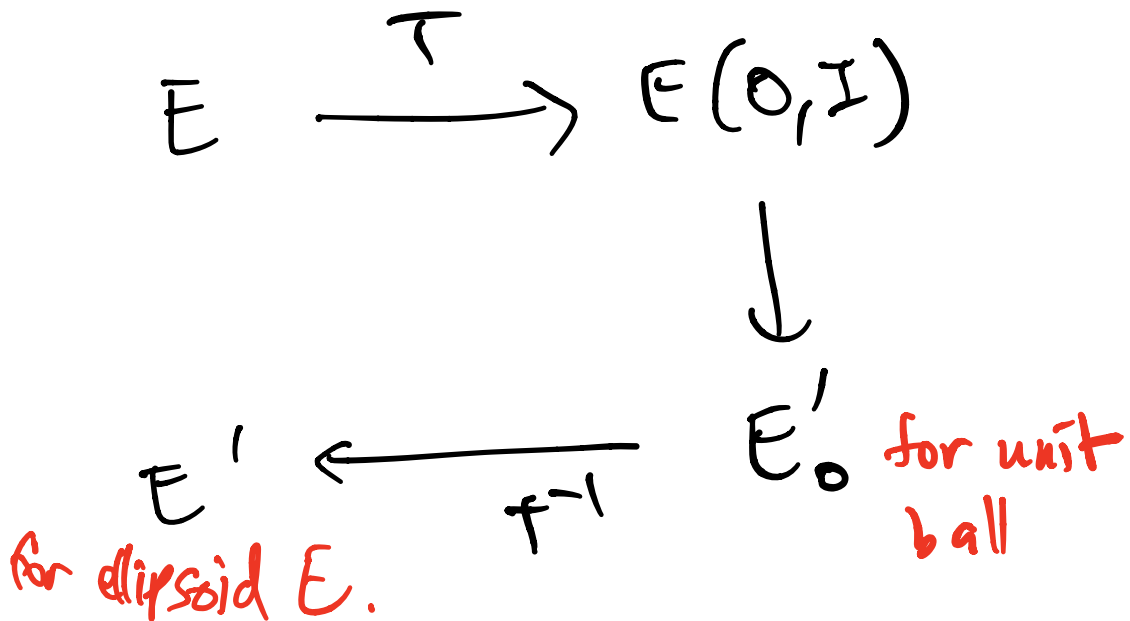 T
E E(0,I)
E'₀ for unit
ball
E'
T⁻¹
for ellipsoid E.